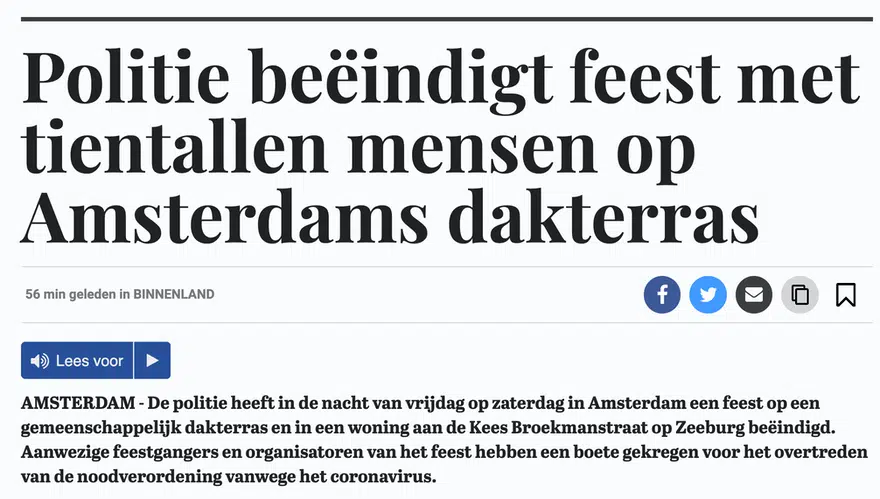 Politie beëindigt feest met
tientallen mensen op
Amsterdams dakterras
56 min geleden in BINNENLAND
Lees voor
AMSTERDAM - De politie heeft in de nacht van vrijdag op zaterdag in Amsterdam een feest op een
gemeenschappelijk dakterras en in een woning aan de Kees Broekmanstraat op Zeeburg beëindigd.
Aanwezige feestgangers en organisatoren van het feest hebben een boete gekregen voor het overtreden
van de noodverordening vanwege het coronavirus.